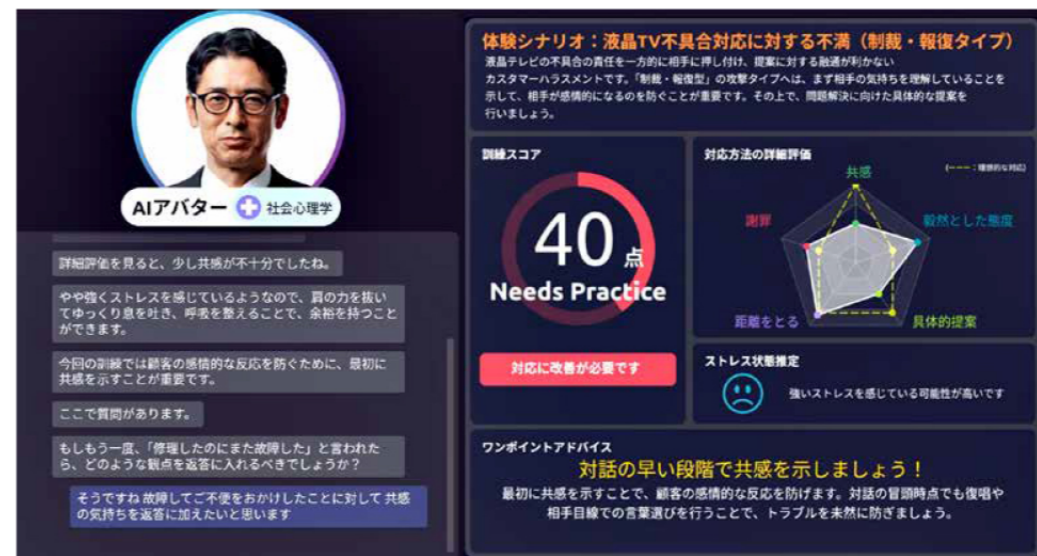 AIアバター
社会心理学
詳細評価を見ると、少し共感が不十分でしたね。
やや強くストレスを感じているようなので、肩の力を抜い
てゆっくり息を吐き、呼吸を整えることで、余裕を持つこと
ができます。
今回の訓練では顧客の感情的な反応を防ぐために、最初に
共感を示すことが重要です。
ここで質問があります。
もしもう一度、「修理したのにまた故障した」と言われた
ら、どのような観点を返答に入れるべきでしょうか？
そうですね 故障してご不便をおかけしたことに対して 共感
の気持ちを返答に加えたいと思います
体験シナリオ：液晶TV不具合対応に対する不満（制裁・報復タイプ）
液晶テレビの不具合の責任を一方的に相手に押し付け、提案に対する融通が利かない
カスタマーハラスメントです。「制裁・報復型」の攻撃タイプへは、まず相手の気持ちを理解していることを
示して、相手が感情的になるのを防ぐことが重要です。その上で、問題解決に向けた具体的な提案を
行いましょう。
訓練スコア
40 点
Needs Practice
対応に改善が必要です
対応方法の詳細評価
(---：理想的な対応)
共感
謝罪
毅然とした態度
距離をとる
具体的提案
ストレス状態推定
強いストレスを感じている可能性が高いです
ワンポイントアドバイス
対話の早い段階で共感を示しましょう！
最初に共感を示すことで、顧客の感情的な反応を防げます。対話の冒頭時点でも復唱や
相手目線での言葉選びを行うことで、トラブルを未然に防ぎましょう。